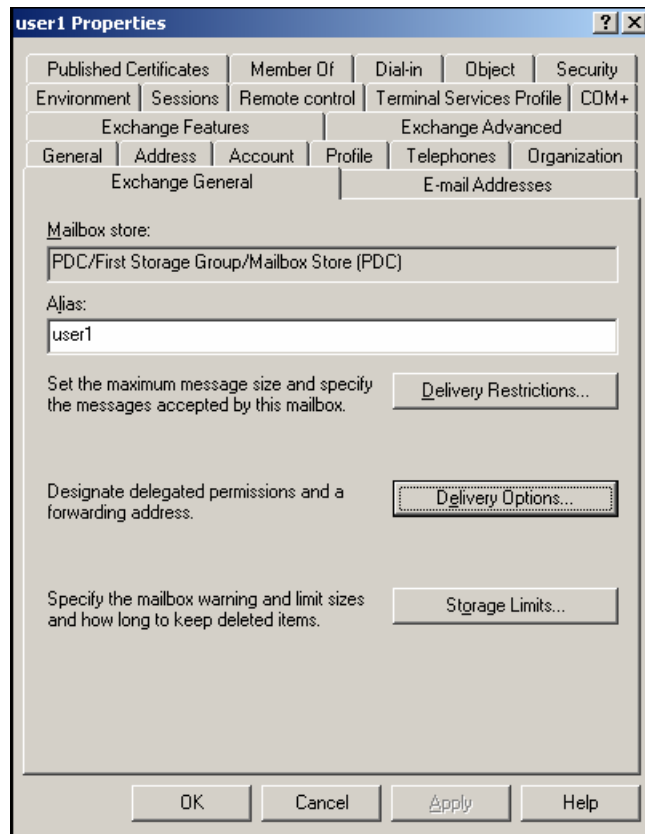 user1 Properties
Published Certificates Member Of Dial-in Object Security
Environment Sessions Remote control Terminal Services Profile COM+
Exchange Features Exchange Advanced
General Address Account Profile Telephones Organization
Exchange General E-mail Addresses
Mailbox store:
PDC/First Storage Group/Mailbox Store (PDC)
Alias:
user1
Set the maximum message size and specify
the messages accepted by this mailbox.
Delivery Restrictions...
Designate delegated permissions and a
forwarding address.
Delivery Options...
Specify the mailbox warning and limit sizes
and how long to keep deleted items.
Storage Limits...
OK Cancel Apply Help